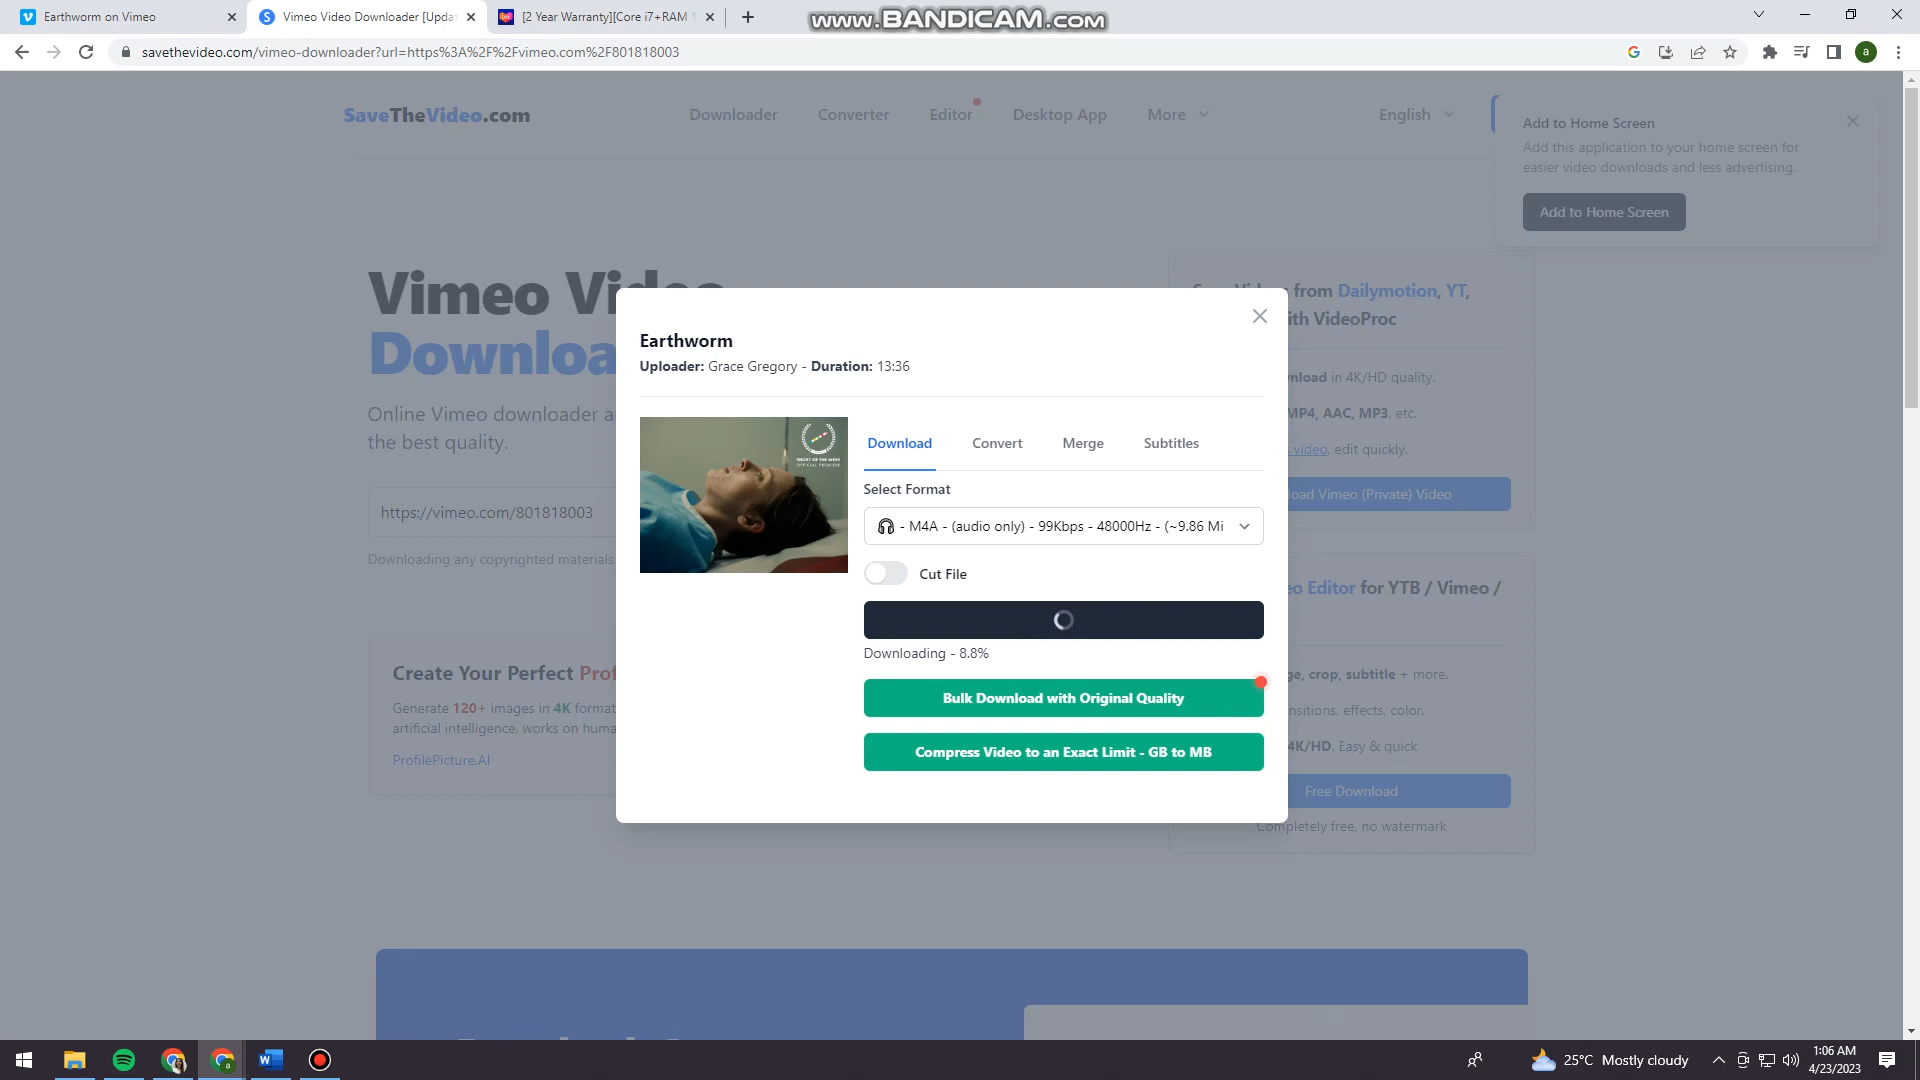 Earthworm on Vimeo
Vimeo Video Downloader [Upda
[2 Year Warranty][Core i7+RAM
www.BANDICAM.com
savethevideo.com/vimeo-downloader?url=https%3A%2F%2Fvimeo.com%2F801818003
a
SaveTheVideo.com
Downloader
Converter
Editor
Desktop App
More
English
Add to Home Screen
Add this application to your home screen for
easier video downloads and less advertising.
Add to Home Screen
Vimeo Vi
Downloa
Online Vimeo downloader a
the best quality.
https://vimeo.com/801818003
Downloading any copyrighted materials
Create Your Perfect Prof
Generate 120+ images in 4K format
artificial intelligence, works on huma
ProfilePicture.AI
Earthworm
Uploader: Grace Gregory - Duration: 13:36
SHORT OF THE WEEK
OFFICIAL PREMIERE
Download
Convert
Merge
Subtitles
Select Format
- M4A - (audio only) - 99Kbps - 48000Hz - (~9.86 Mi
Cut File
Downloading - 8.8%
Bulk Download with Original Quality
Compress Video to an Exact Limit - GB to MB
from Dailymotion, YT,
ith VideoProc
nload in 4K/HD quality.
MP4, AAC, MP3. etc.
video, edit quickly.
load Vimeo (Private) Video
eo Editor for YTB / Vimeo /
ge, crop, subtitle + more.
nsitions, effects, color.
4K/HD. Easy & quick
Free Download
Completely free, no watermark
25°C Mostly cloudy
1:06 AM
4/23/2023